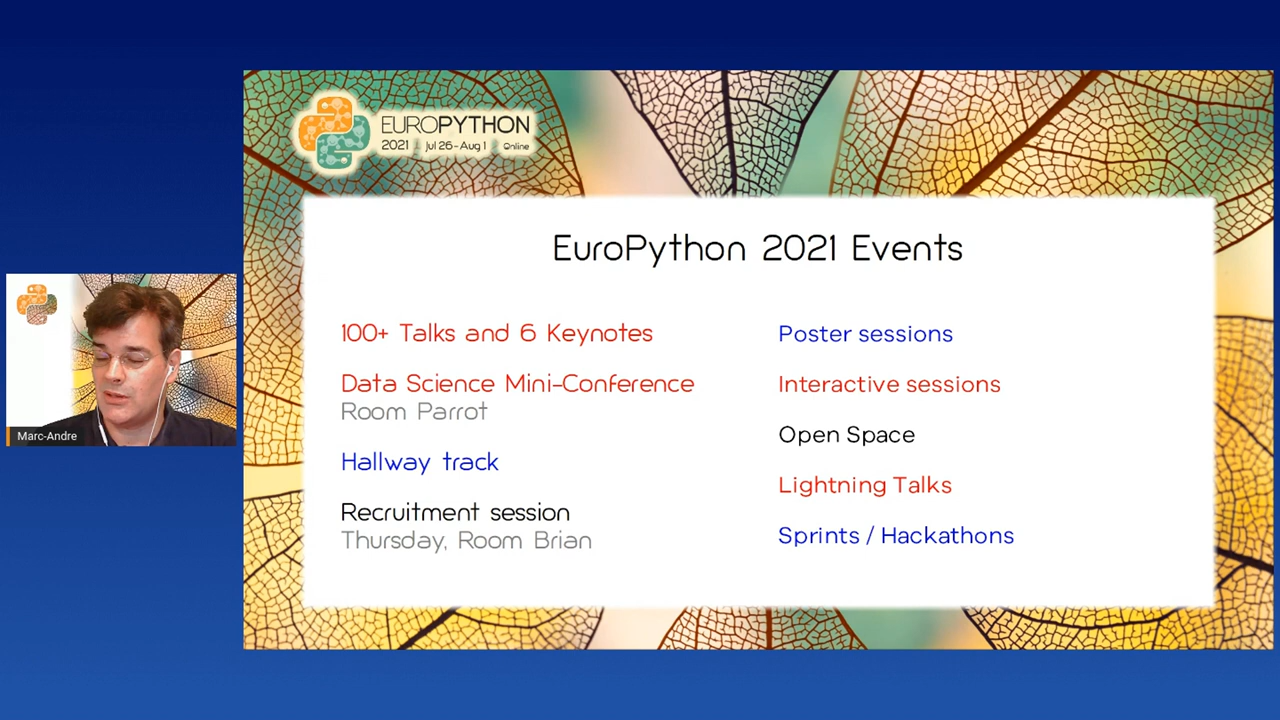 EUROPYTHON
2021 | Jul 26-Aug 1 | Online
EuroPython 2021 Events
100+ Talks and 6 Keynotes
Data Science Mini-Conference
Room Parrot
Hallway track
Recruitment session
Thursday, Room Brian
Poster sessions
Interactive sessions
Open Space
Lightning Talks
Sprints / Hackathons
Marc-Andre